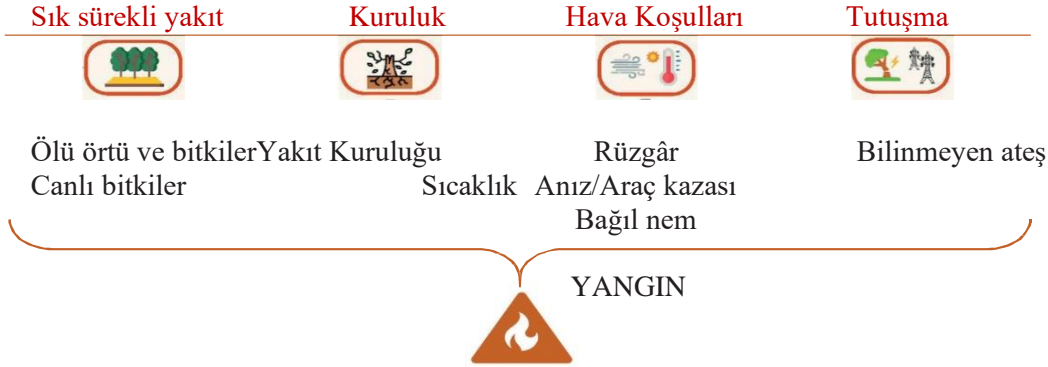 Sık sürekli yakıt Kuruluk Hava Koşulları Tutuşma
Ölü örtü ve bitkilerYakıt Kuruluğu Rüzgâr Bilinmeyen ateş
Canlı bitkiler Sıcaklık Anız/Araç kazası
Bağıl nem
YANGIN